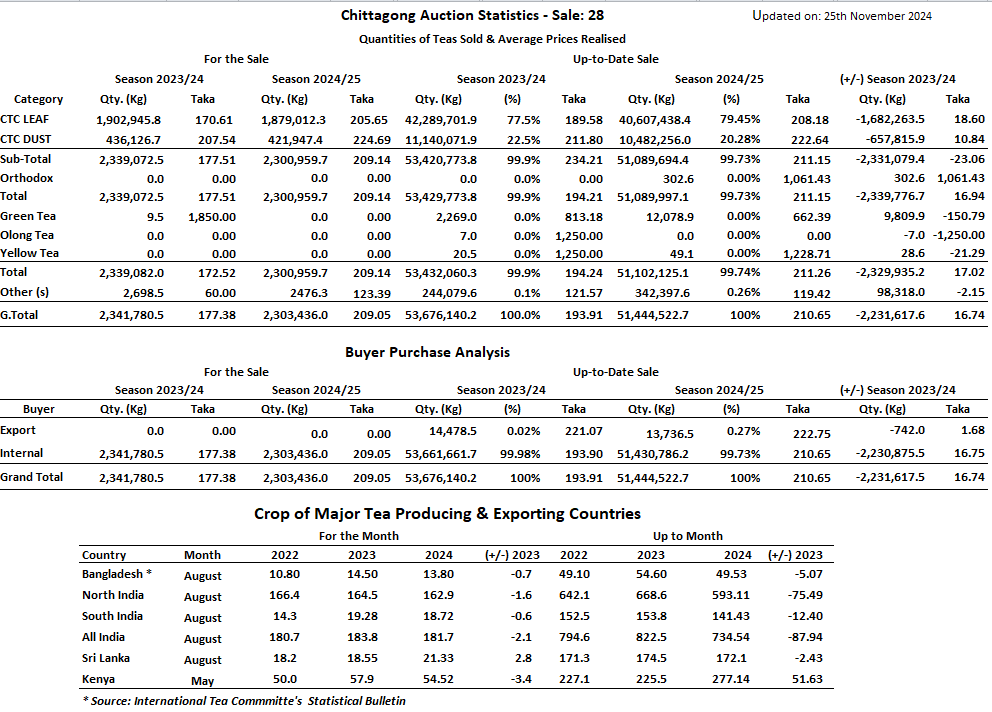 Chittagong Auction Statistics - Sale: 28 Updated on: 25th November 2024
Quantities of Teas Sold & Average Prices Realised
For the Sale Up-to-Date Sale
Season 2023/24 Season 2024/25 Season 2023/24 Season 2024/25 (+/-) Season 2023/24
Category Qty. (Kg) Taka Qty. (Kg) Taka Qty. (Kg) (%) Taka Qty. (Kg) (%) Taka Qty. (Kg) Taka
CTC LEAF 1,902,945.8 170.61 1,879,012.3 205.65 42,289,701.9 77.5% 189.58 40,607,438.4 79.45% 208.18 -1,682,263.5 18.60
CTC DUST 436,126.7 207.54 421,947.4 224.69 11,140,071.9 22.5% 211.80 10,482,256.0 20.28% 222.64 -657,815.9 10.84
Sub-Total 2,339,072.5 177.51 2,300,959.7 209.14 53,420,773.8 99.9% 234.21 51,089,694.4 99.73% 211.15 -2,331,079.4 -23.06
Orthodox 0.0 0.00 0.0 0.00 0.0 0.0% 0.00 302.6 0.00% 1,061.43 302.6 1,061.43
Total 2,339,072.5 177.51 2,300,959.7 209.14 53,429,773.8 99.9% 194.21 51,089,997.1 99.73% 211.15 -2,339,776.7 16.94
Green Tea 9.5 1,850.00 0.0 0.00 2,269.0 0.0% 813.18 12,078.9 0.00% 662.39 9,809.9 -150.79
Olong Tea 0.0 0.00 0.0 0.00 7.0 0.0% 1,250.00 0.0 0.00% 0.00 -7.0 -1,250.00
Yellow Tea 0.0 0.00 0.0 0.00 20.5 0.0% 1,250.00 49.1 0.00% 1,228.71 28.6 -21.29
Total 2,339,082.0 172.52 2,300,959.7 209.14 53,432,060.3 99.9% 194.24 51,102,125.1 99.74% 211.26 -2,329,935.2 17.02
Other (s) 2,698.5 60.00 2476.3 123.39 244,079.6 0.1% 121.57 342,397.6 0.26% 119.42 98,318.0 -2.15
G.Total 2,341,780.5 177.38 2,303,436.0 209.05 53,676,140.2 100.0% 193.91 51,444,522.7 100% 210.65 -2,231,617.6 16.74
Buyer Purchase Analysis
For the Sale Up-to-Date Sale
Season 2023/24 Season 2024/25 Season 2023/24 Season 2024/25 (+/-) Season 2023/24
Buyer Qty. (Kg) Taka Qty. (Kg) Taka Qty. (Kg) (%) Taka Qty. (Kg) (%) Taka Qty. (Kg) Taka
Export 0.0 0.00 0.0 0.00 14,478.5 0.02% 221.07 13,736.5 0.27% 222.75 -742.0 1.68
Internal 2,341,780.5 177.38 2,303,436.0 209.05 53,661,661.7 99.98% 193.90 51,430,786.2 99.73% 210.65 -2,230,875.5 16.75
Grand Total 2,341,780.5 177.38 2,303,436.0 209.05 53,676,140.2 100% 193.91 51,444,522.7 100% 210.65 -2,231,617.5 16.74
Crop of Major Tea Producing & Exporting Countries
For the Month Up to Month
Country Month 2022 2023 2024 (+/-) 2023 2022 2023 2024 (+/-) 2023
Bangladesh * August 10.80 14.50 13.80 -0.7 49.10 54.60 49.53 -5.07
North India August 166.4 164.5 162.9 -1.6 642.1 668.6 593.11 -75.49
South India August 14.3 19.28 18.72 -0.6 152.5 153.8 141.43 -12.40
All India August 180.7 183.8 181.7 -2.1 794.6 822.5 734.54 -87.94
Sri Lanka August 18.2 18.55 21.33 2.8 171.3 174.5 172.1 -2.43
Kenya May 50.0 57.9 54.52 -3.4 227.1 225.5 277.14 51.63
* Source: International Tea Commmitte's Statistical Bulletin